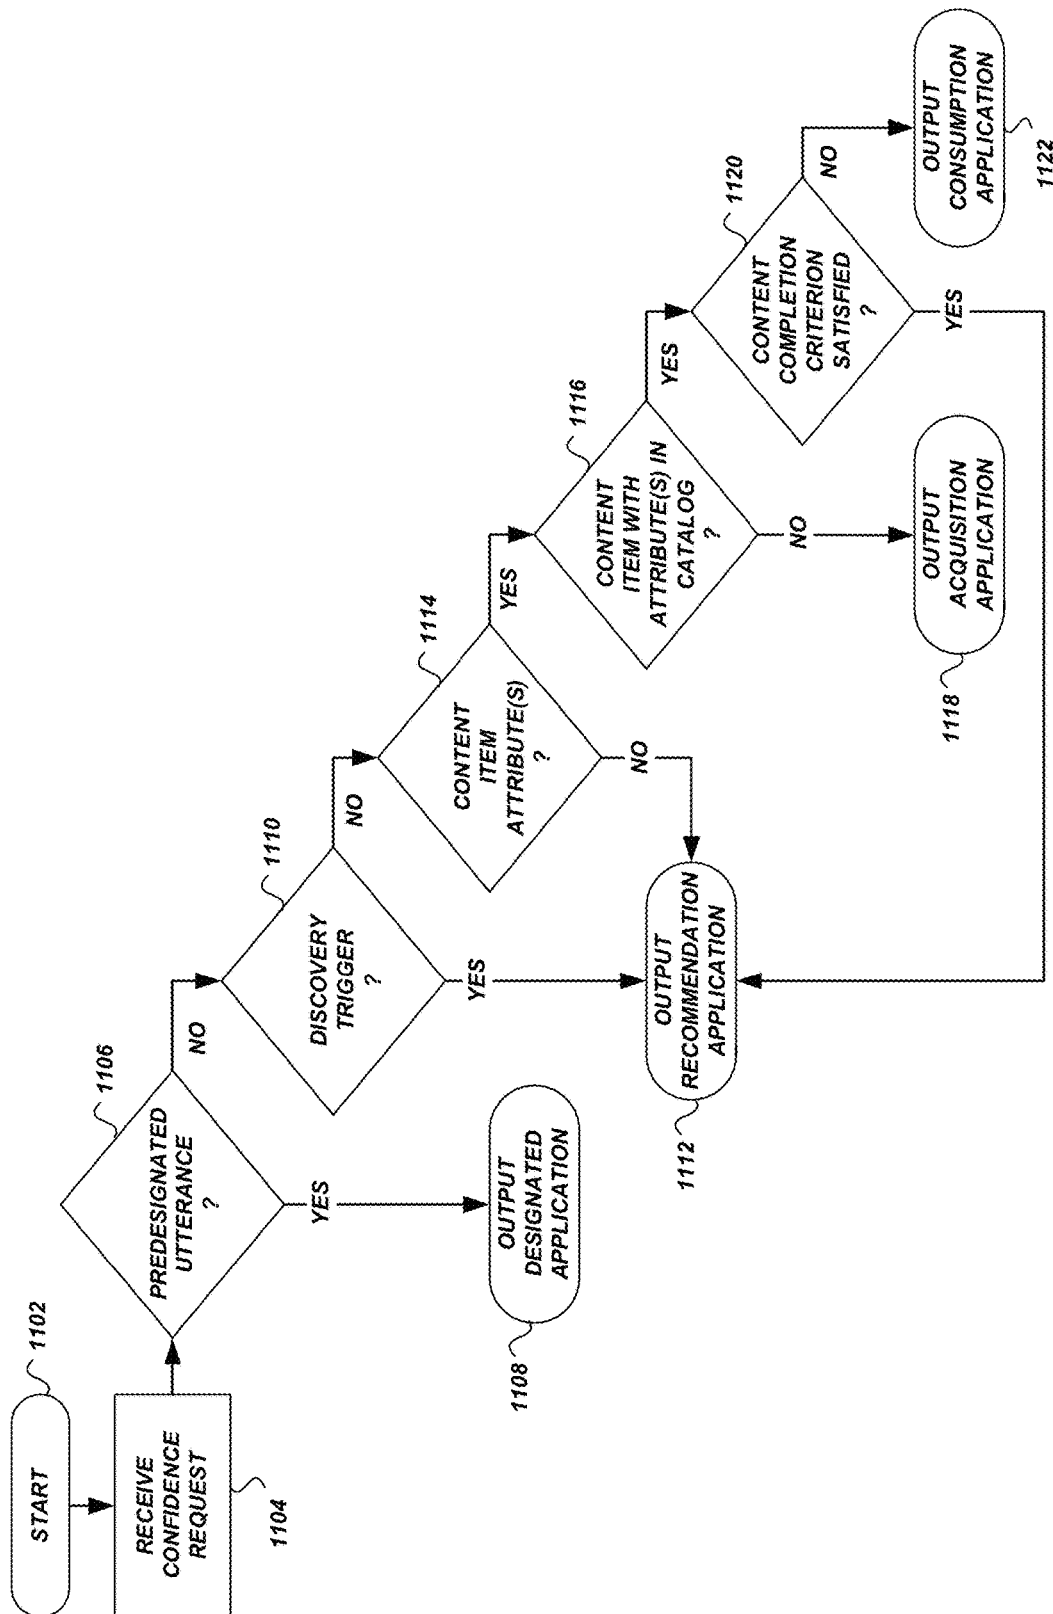 START
1102
RECEIVE
CONFIDENCE
REQUEST
1104
PREDESIGNATED
UTTERANCE
?
1106
NO
YES
OUTPUT
DESIGNATED
APPLICATION
1108
DISCOVERY
TRIGGER
?
1110
NO
YES
OUTPUT
RECOMMENDATION
APPLICATION
1112
CONTENT
ITEM
ATTRIBUTE(S)
?
1114
YES
NO
CONTENT
ITEM WITH
ATTRIBUTE(S) IN
CATALOG
?
1116
YES
NO
OUTPUT
ACQUISITION
APPLICATION
1118
CONTENT
COMPLETION
CRITERION
SATISFIED
?
1120
NO
YES
OUTPUT
CONSUMPTION
APPLICATION
1122